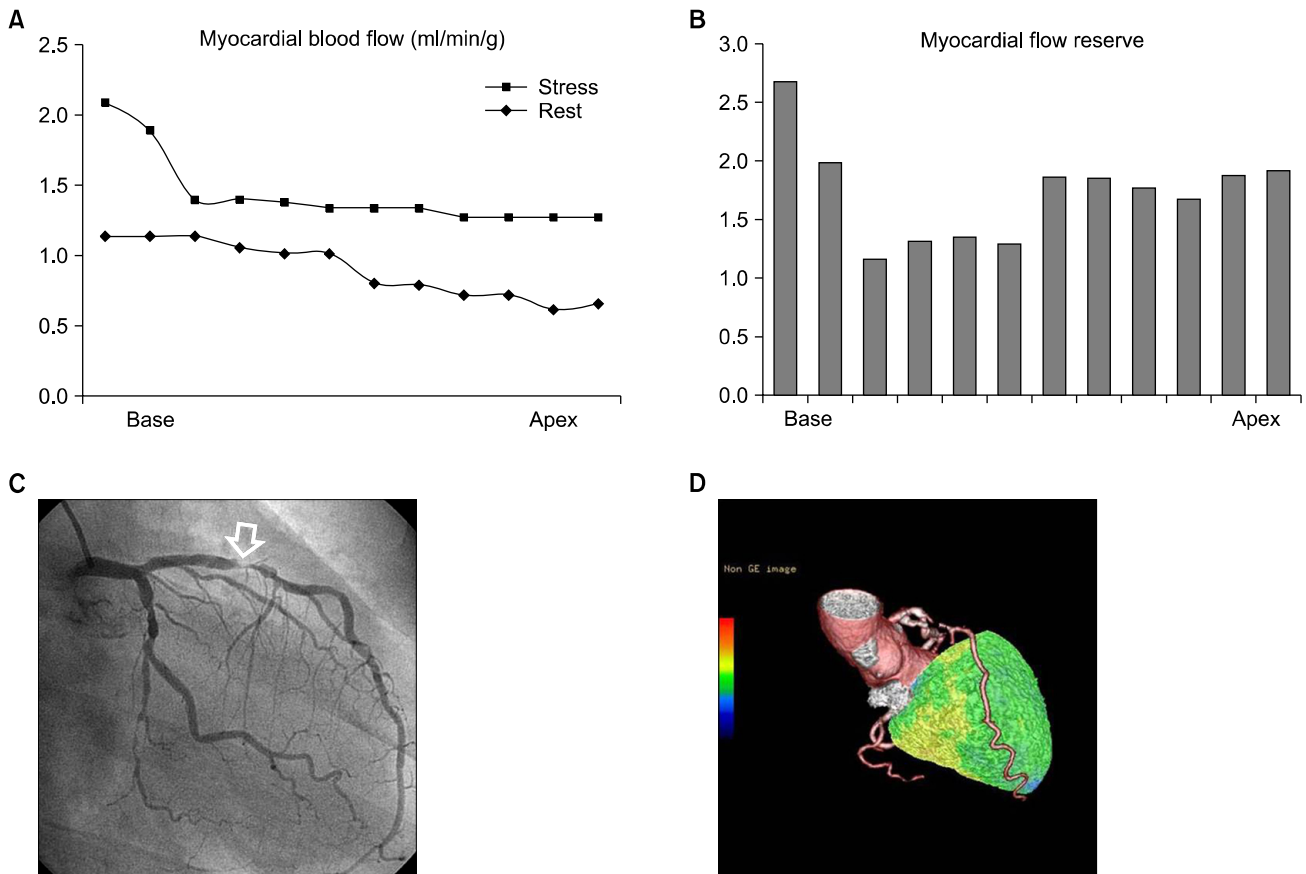 A
Myocardial blood flow (ml/min/g)
2.5
2.0
1.5
1.0
0.5
0.0
Stress
Rest
Base
Apex
B
Myocardial flow reserve
3.0
2.5
2.0
1.5
1.0
0.5
0.0
Base
Apex
C
D
Non GE image